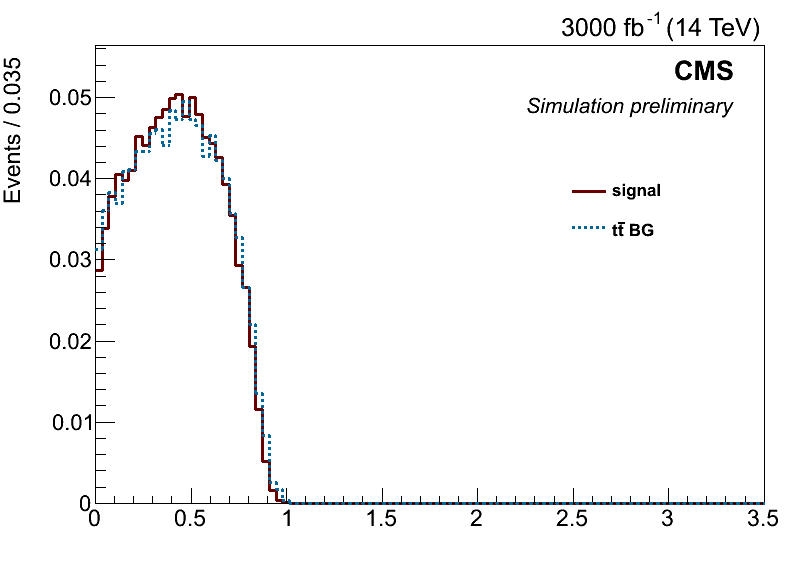 3000 fb⁻¹ (14 TeV)
CMS
Simulation preliminary
Events / 0.035
0.05
0.04
0.03
0.02
0.01
0
signal
tt̄ BG
0 0.5 1 1.5 2 2.5 3 3.5